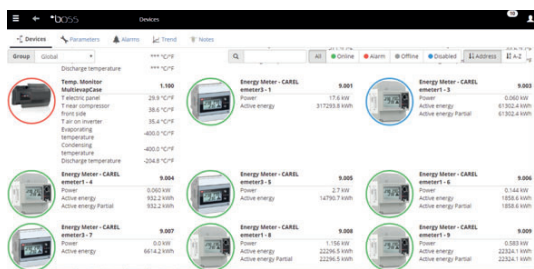 boss Devices 99
Devices Parameters Alarms Trend Notes
Group Global All Online Alarm Offline Disabled Address A-Z
*** °C/°F
Discharge temperature *** °C/°F
Temp. Monitor
MultievapCase 1.100
T electric panel 29.9 °C/°F
T near compressor
front side 38.6 °C/°F
T air on inverter 35.4 °C/°F
Evaporating
temperature -400.0 °C/°F
Condensing
temperature -400.0 °C/°F
Discharge temperature -204.8 °C/°F
Energy Meter - CAREL
emeter3 - 1 9.001
Power 17.6 kW
Active energy 317293.8 kWh
Energy Meter - CAREL
emeter1 - 3 9.003
Power 0.060 kW
Active energy 61302.4 kWh
Active energy Partial 61302.4 kWh
Energy Meter - CAREL
emeter1 - 4 9.004
Power 0.060 kW
Active energy 932.2 kWh
Active energy Partial 932.2 kWh
Energy Meter - CAREL
emeter3 - 5 9.005
Power 2.7 kW
Active energy 14790.7 kWh
Energy Meter - CAREL
emeter1 - 6 9.006
Power 0.144 kW
Active energy 1858.6 kWh
Active energy Partial 1858.6 kWh
Energy Meter - CAREL
emeter3 - 7 9.007
Power 0.0 kW
Active energy 6614.2 kWh
Energy Meter - CAREL
emeter1 - 8 9.008
Power 1.156 kW
Active energy 22296.5 kWh
Active energy Partial 22296.5 kWh
Energy Meter - CAREL
emeter1 - 9 9.009
Power 0.583 kW
Active energy 22324.1 kWh
Active energy Partial 22324.1 kWh